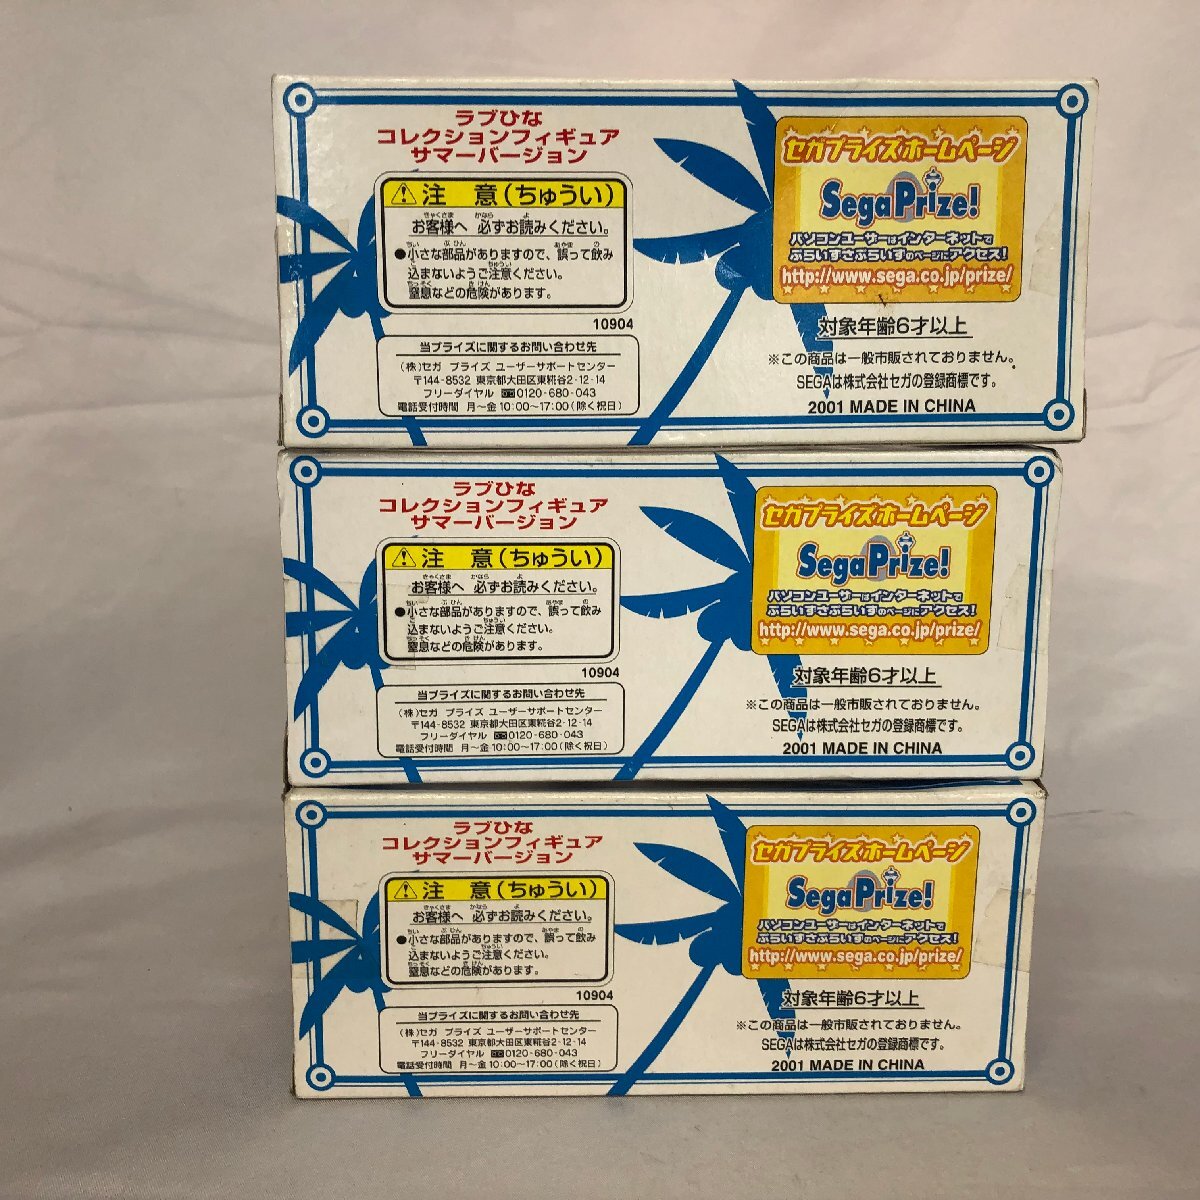 ラブひな
コレクションフィギュア
サマーバージョン
注 意(ちゅうい)
お客様へ 必ずお読みください。
●小さな部品がありますので、誤って飲み
込まないようご注意ください。
窒息などの危険があります。
10904
当プライズに関するお問い合わせ先
(株)セガ プライズ ユーザーサポートセンター
〒144-8532 東京都大田区東糀谷2-12-14
フリーダイヤル 0120-680-043
電話受付時間 月〜金 10:00〜17:00(除く祝日)
セガプライズホームページ
SegaPrize!
パソコンユーザーはインターネットで
ぷらいずさぷらいずのページにアクセス!
http://www.sega.co.jp/prize/
対象年齢6才以上
※この商品は一般市販されておりません。
SEGAは株式会社セガの登録商標です。
2001 MADE IN CHINA
ラブひな
コレクションフィギュア
サマーバージョン
注 意(ちゅうい)
お客様へ 必ずお読みください。
●小さな部品がありますので、誤って飲み
込まないようご注意ください。
窒息などの危険があります。
10904
当プライズに関するお問い合わせ先
(株)セガ プライズ ユーザーサポートセンター
〒144-8532 東京都大田区東糀谷2-12-14
フリーダイヤル 0120-680-043
電話受付時間 月〜金 10:00〜17:00(除く祝日)
セガプライズホームページ
SegaPrize!
パソコンユーザーはインターネットで
ぷらいずさぷらいずのページにアクセス!
http://www.sega.co.jp/prize/
対象年齢6才以上
※この商品は一般市販されておりません。
SEGAは株式会社セガの登録商標です。
2001 MADE IN CHINA
ラブひな
コレクションフィギュア
サマーバージョン
注 意(ちゅうい)
お客様へ 必ずお読みください。
●小さな部品がありますので、誤って飲み
込まないようご注意ください。
窒息などの危険があります。
10904
当プライズに関するお問い合わせ先
(株)セガ プライズ ユーザーサポートセンター
〒144-8532 東京都大田区東糀谷2-12-14
フリーダイヤル 0120-680-043
電話受付時間 月〜金 10:00〜17:00(除く祝日)
セガプライズホームページ
SegaPrize!
パソコンユーザーはインターネットで
ぷらいずさぷらいずのページにアクセス!
http://www.sega.co.jp/prize/
対象年齢6才以上
※この商品は一般市販されておりません。
SEGAは株式会社セガの登録商標です。
2001 MADE IN CHINA